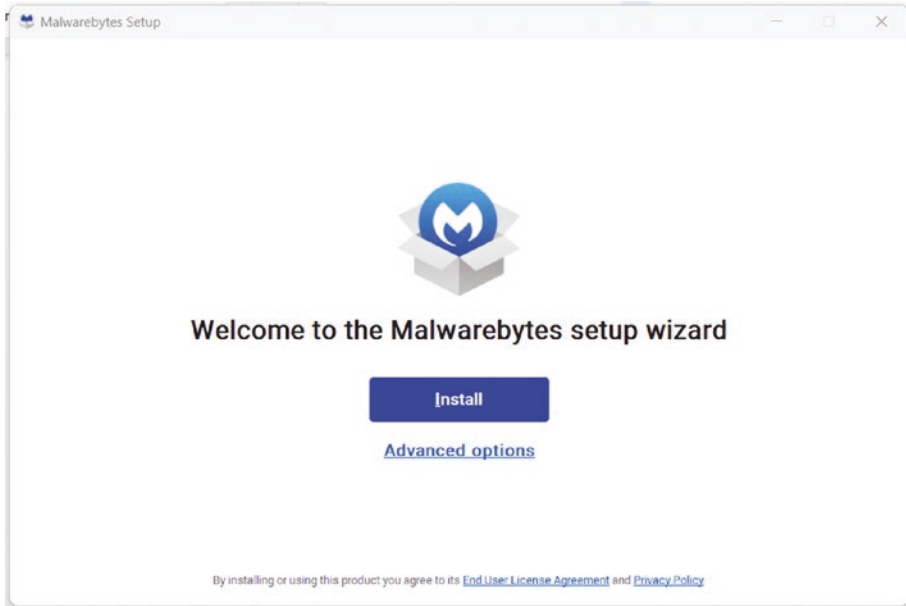 Malwarebytes Setup
Welcome to the Malwarebytes setup wizard
Install
Advanced options
By installing or using this product you agree to its End User License Agreement and Privacy Policy